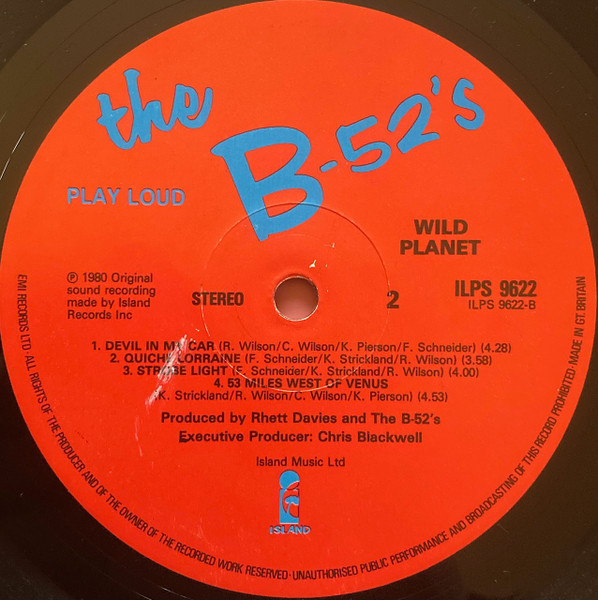 the
B-52's
PLAY LOUD
WILD
PLANET
℗ 1980 Original
sound recording
made by Island
Records Inc
STEREO
2
ILPS 9622
ILPS 9622-B
1. DEVIL IN MY CAR (R. Wilson/C. Wilson/K. Pierson/F. Schneider) (4.28)
2. QUICHE LORRAINE (F. Schneider/K. Strickland/R. Wilson) (3.58)
3. STROBE LIGHT (F. Schneider/K. Strickland/R. Wilson) (4.00)
4. 53 MILES WEST OF VENUS
(K. Strickland/R. Wilson/C. Wilson/K. Pierson) (4.53)
Produced by Rhett Davies and The B-52's
Executive Producer: Chris Blackwell
Island Music Ltd
ISLAND
EMI RECORDS LTD · ALL RIGHTS OF THE PRODUCER AND OF THE OWNER OF THE RECORDED WORK RESERVED · UNAUTHORISED PUBLIC PERFORMANCE AND BROADCASTING OF THIS RECORD PROHIBITED · MADE IN GT. BRITAIN